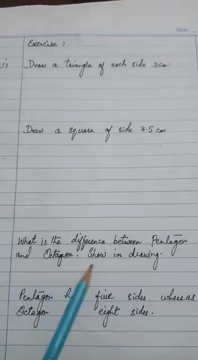 Date
is
Exercise :
Draw a triangle of each side 3cm.
Draw a square of side 3.5 cm
What is the difference between Pentagon
and Octagon. Show in drawing.
Pentagon h five sides whereas
Octagon eight sides.